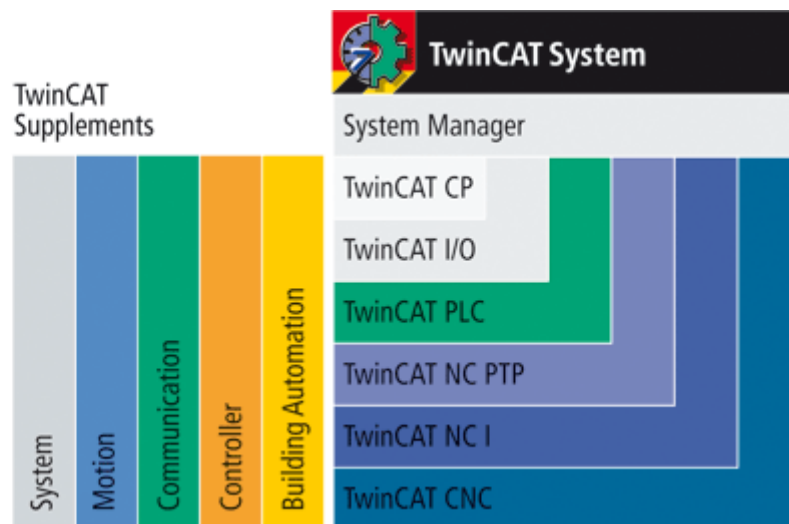 TwinCAT System
TwinCAT
Supplements
System Manager
TwinCAT CP
TwinCAT I/O
TwinCAT PLC
TwinCAT NC PTP
TwinCAT NC I
TwinCAT CNC
System
Motion
Communication
Controller
Building Automation